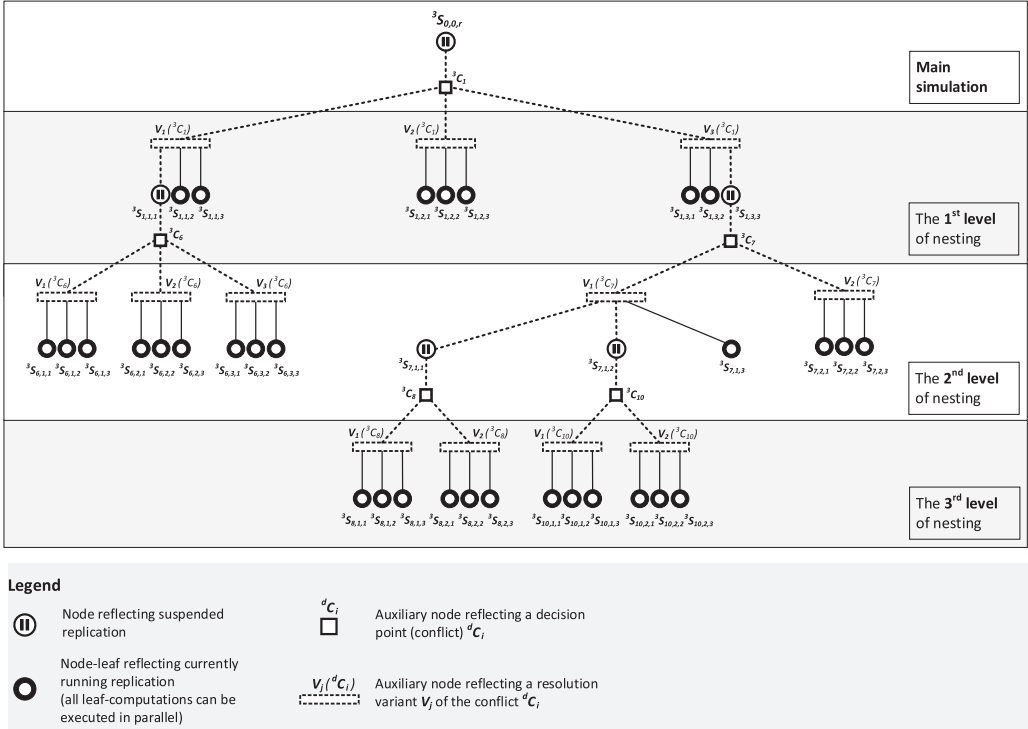 ³S0,0,r
³C1
Main
simulation
V1 (³C1)
V2 (³C1)
V3 (³C1)
³S1,1,1 ³S1,1,2 ³S1,1,3
³S1,2,1 ³S1,2,2 ³S1,2,3
³S1,3,1 ³S1,3,2 ³S1,3,3
³C6
³C7
The 1st level
of nesting
V1 (³C6)
V2 (³C6)
V3 (³C6)
V1 (³C7)
V2 (³C7)
³S6,1,1 ³S6,1,2 ³S6,1,3
³S6,2,1 ³S6,2,2 ³S6,2,3
³S6,3,1 ³S6,3,2 ³S6,3,3
³S7,1,1
³S7,1,2
³S7,1,3
³S7,2,1 ³S7,2,2 ³S7,2,3
³C8
³C10
The 2nd level
of nesting
V1 (³C8)
V2 (³C8)
V1 (³C10)
V2 (³C10)
³S8,1,1 ³S8,1,2 ³S8,1,3
³S8,2,1 ³S8,2,2 ³S8,2,3
³S10,1,1 ³S10,1,2 ³S10,1,3
³S10,2,1 ³S10,2,2 ³S10,2,3
The 3rd level
of nesting
Legend
Node reflecting suspended
replication
Node-leaf reflecting currently
running replication
(all leaf-computations can be
executed in parallel)
dCi
Auxiliary node reflecting a decision
point (conflict) dCi
Vj (dCi)
Auxiliary node reflecting a resolution
variant Vj of the conflict dCi